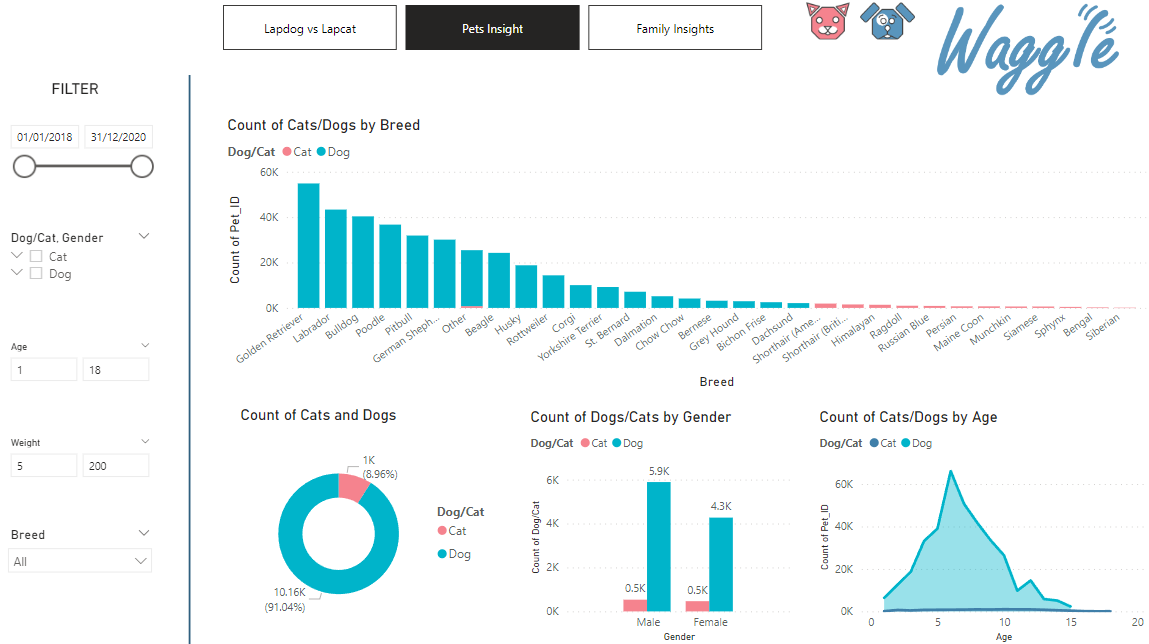 Lapdog vs Lapcat
Pets Insight
Family Insights
Waggle
FILTER
01/01/2018 31/12/2020
Dog/Cat, Gender
Cat
Dog
Age
1 18
Weight
5 200
Breed
All
Count of Cats/Dogs by Breed
Dog/Cat Cat Dog
60K
40K
20K
0K
Count of Pet_ID
Golden Retriever
Labrador
Bulldog
Poodle
Pitbull
German Sheph...
Other
Beagle
Husky
Rottweiler
Corgi
Yorkshire Terrier
St. Bernard
Dalmation
Chow Chow
Bernese
Grey Hound
Bichon Frise
Dachsund
Shorthair (Ame...
Shorthair (Briti...
Himalayan
Ragdoll
Russian Blue
Persian
Maine Coon
Munchkin
Siamese
Sphynx
Bengal
Siberian
Breed
Count of Cats and Dogs
1K
(8.96%)
10.16K
(91.04%)
Dog/Cat
Cat
Dog
Count of Dogs/Cats by Gender
Dog/Cat Cat Dog
6K
4K
2K
0K
Count of Dog/Cat
0.5K
5.9K
0.5K
4.3K
Male Female
Gender
Count of Cats/Dogs by Age
Dog/Cat Cat Dog
60K
40K
20K
0K
Count of Pet_ID
0 5 10 15 20
Age